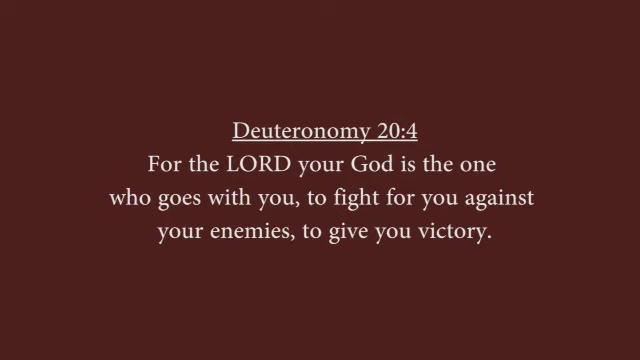 Deuteronomy 20:4
For the LORD your God is the one
who goes with you, to fight for you against
your enemies, to give you victory.